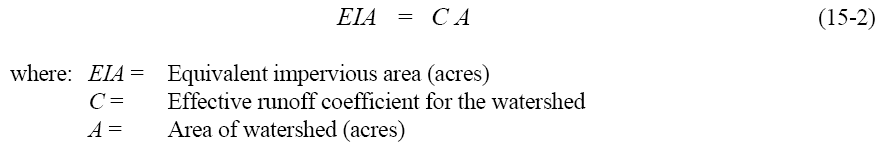 EIA = C A (15-2)
where: EIA = Equivalent impervious area (acres)
C = Effective runoff coefficient for the watershed
A = Area of watershed (acres)